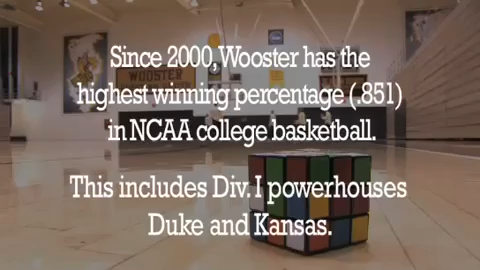 WOOSTER
Since 2000, Wooster has the
highest winning percentage (.851)
in NCAA college basketball.
This includes Div. I powerhouses
Duke and Kansas.